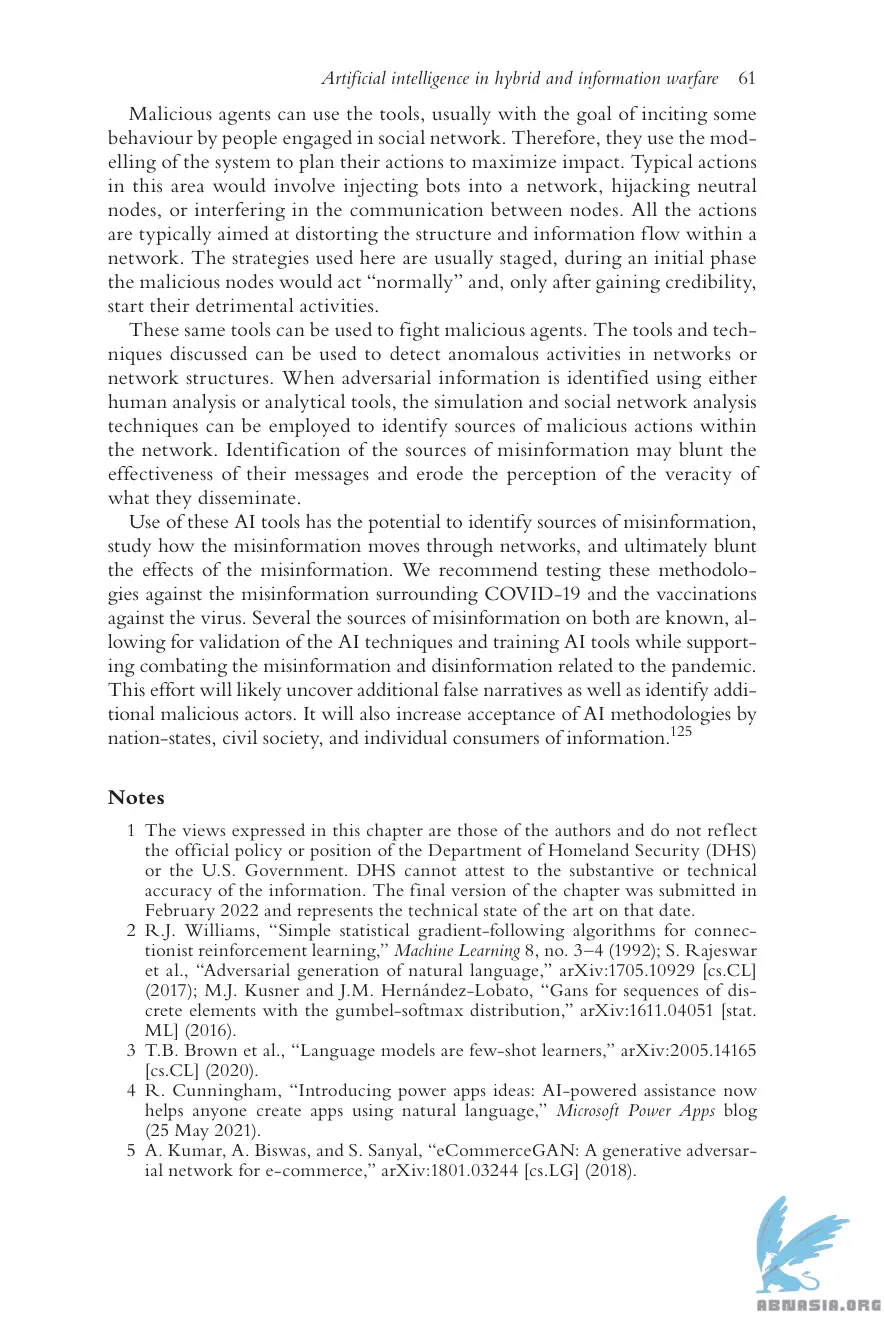 Artificial intelligence in hybrid and information warfare 61
Malicious agents can use the tools, usually with the goal of inciting some
behaviour by people engaged in social network. Therefore, they use the mod-
elling of the system to plan their actions to maximize impact. Typical actions
in this area would involve injecting bots into a network, hijacking neutral
nodes, or interfering in the communication between nodes. All the actions
are typically aimed at distorting the structure and information flow within a
network. The strategies used here are usually staged, during an initial phase
the malicious nodes would act “normally” and, only after gaining credibility,
start their detrimental activities.
These same tools can be used to fight malicious agents. The tools and tech-
niques discussed can be used to detect anomalous activities in networks or
network structures. When adversarial information is identified using either
human analysis or analytical tools, the simulation and social network analysis
techniques can be employed to identify sources of malicious actions within
the network. Identification of the sources of misinformation may blunt the
effectiveness of their messages and erode the perception of the veracity of
what they disseminate.
Use of these AI tools has the potential to identify sources of misinformation,
study how the misinformation moves through networks, and ultimately blunt
the effects of the misinformation. We recommend testing these methodolo-
gies against the misinformation surrounding COVID-19 and the vaccinations
against the virus. Several the sources of misinformation on both are known, al-
lowing for validation of the AI techniques and training AI tools while support-
ing combating the misinformation and disinformation related to the pandemic.
This effort will likely uncover additional false narratives as well as identify addi-
tional malicious actors. It will also increase acceptance of AI methodologies by
nation-states, civil society, and individual consumers of information.125
Notes
1 The views expressed in this chapter are those of the authors and do not reflect
the official policy or position of the Department of Homeland Security (DHS)
or the U.S. Government. DHS cannot attest to the substantive or technical
accuracy of the information. The final version of the chapter was submitted in
February 2022 and represents the technical state of the art on that date.
2 R.J. Williams, “Simple statistical gradient-following algorithms for connec-
tionist reinforcement learning,” Machine Learning 8, no. 3–4 (1992); S. Rajeswar
et al., “Adversarial generation of natural language,” arXiv:1705.10929 [cs.CL]
(2017); M.J. Kusner and J.M. Hernández-Lobato, “Gans for sequences of dis-
crete elements with the gumbel-softmax distribution,” arXiv:1611.04051 [stat.
ML] (2016).
3 T.B. Brown et al., “Language models are few-shot learners,” arXiv:2005.14165
[cs.CL] (2020).
4 R. Cunningham, “Introducing power apps ideas: AI-powered assistance now
helps anyone create apps using natural language,” Microsoft Power Apps blog
(25 May 2021).
5 A. Kumar, A. Biswas, and S. Sanyal, “eCommerceGAN: A generative adversar-
ial network for e-commerce,” arXiv:1801.03244 [cs.LG] (2018).
ABNASIA.ORG